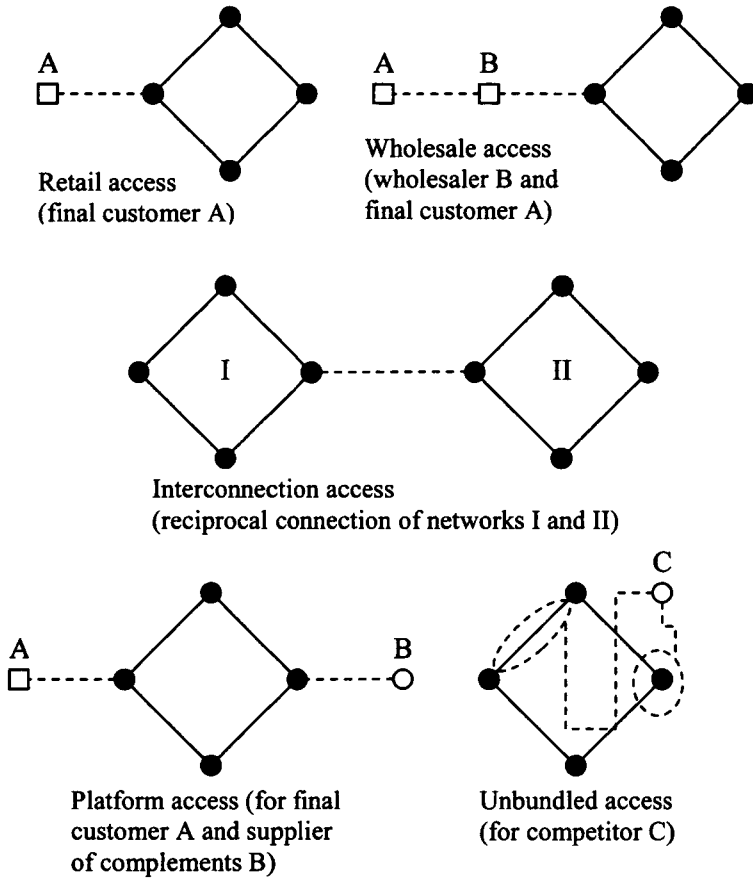 A
Retail access
(final customer A)
A B
Wholesale access
(wholesaler B and
final customer A)
I
II
Interconnection access
(reciprocal connection of networks I and II)
A
B
Platform access (for final
customer A and supplier
of complements B)
C
Unbundled access
(for competitor C)